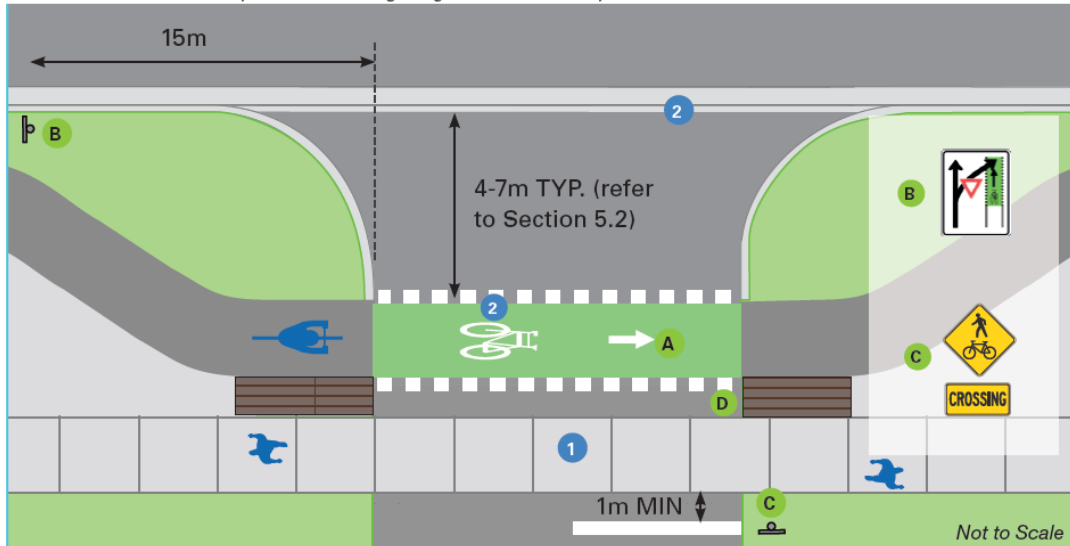 15m
2
B
4-7m TYP. (refer
to Section 5.2)
B
2
A
C
CROSSING
D
1
1m MIN
C
Not to Scale